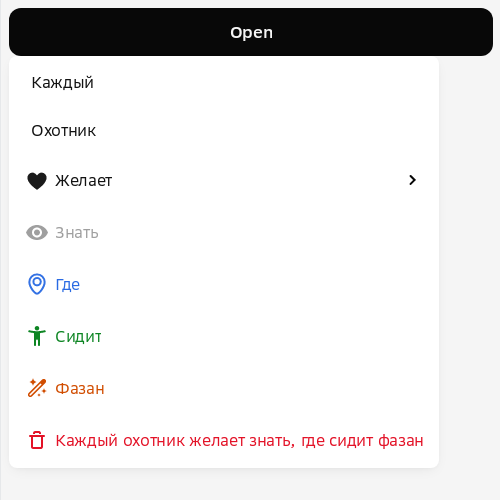 Open
Каждый
Охотник
Желает
Знать
Где
Сидит
Фазан
Каждый охотник желает знать, где сидит фазан